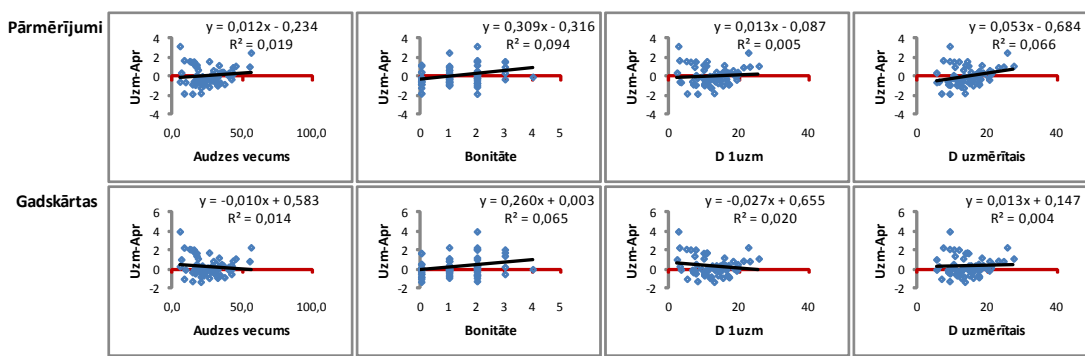 Pārmērījumi
y = 0,012x - 0,234
R² = 0,019
Uzm-Apr
4
2
0
-2
-4
0,0 50,0 100,0
Audzes vecums
y = 0,309x - 0,316
R² = 0,094
Uzm-Apr
4
2
0
-2
-4
0 1 2 3 4 5
Bonitāte
y = 0,013x - 0,087
R² = 0,005
Uzm-Apr
4
2
0
-2
-4
0 20 40
D 1uzm
y = 0,053x - 0,684
R² = 0,066
Uzm-Apr
4
2
0
-2
-4
0 20 40
D uzmērītais
Gadskārtas
y = -0,010x + 0,583
R² = 0,014
Uzm-Apr
6
4
2
0
-2
0,0 50,0 100,0
Audzes vecums
y = 0,260x + 0,003
R² = 0,065
Uzm-Apr
6
4
2
0
-2
0 1 2 3 4 5
Bonitāte
y = -0,027x + 0,655
R² = 0,020
Uzm-Apr
6
4
2
0
-2
0 20 40
D 1uzm
y = 0,013x + 0,147
R² = 0,004
Uzm-Apr
6
4
2
0
-2
0 20 40
D uzmērītais